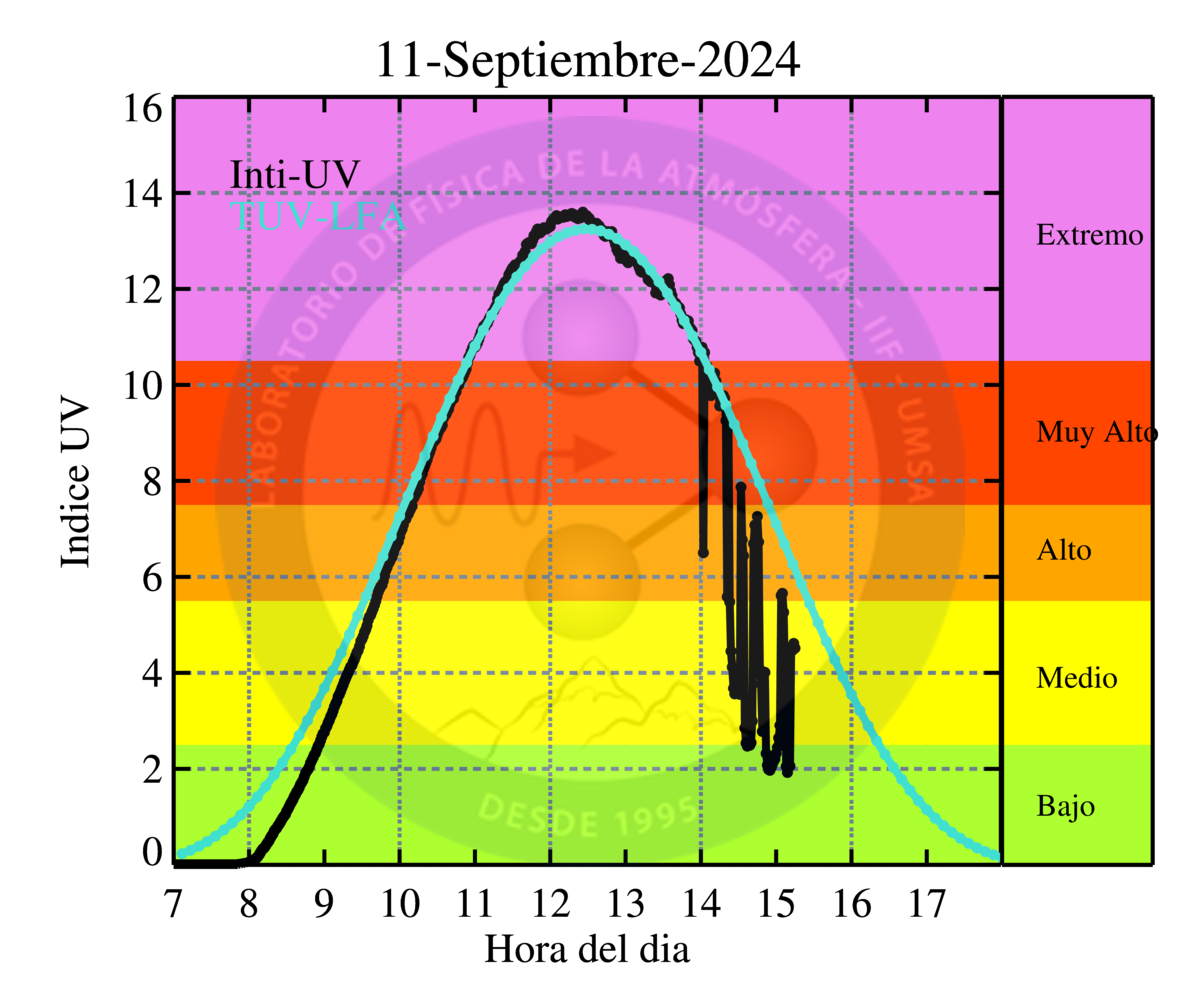 11-Septiembre-2024
16
14
12
10
8
6
4
2
0
Indice UV
Inti-UV
TUV-LFA
LABORATORIO DE FÍSICA DE LA ATMÓSFERA - IIF - UMSA
DESDE 1995
Extremo
Muy Alto
Alto
Medio
Bajo
7 8 9 10 11 12 13 14 15 16 17
Hora del dia